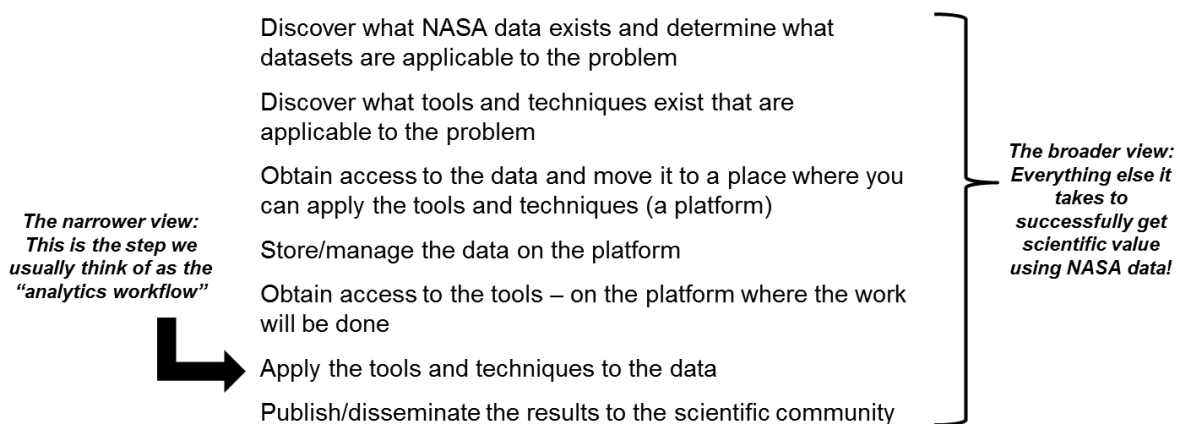 Discover what NASA data exists and determine what
datasets are applicable to the problem
Discover what tools and techniques exist that are
applicable to the problem
Obtain access to the data and move it to a place where you
can apply the tools and techniques (a platform)
Store/manage the data on the platform
Obtain access to the tools – on the platform where the work
will be done
Apply the tools and techniques to the data
Publish/disseminate the results to the scientific community
The narrower view:
This is the step we
usually think of as the
“analytics workflow”
The broader view:
Everything else it
takes to
successfully get
scientific value
using NASA data!